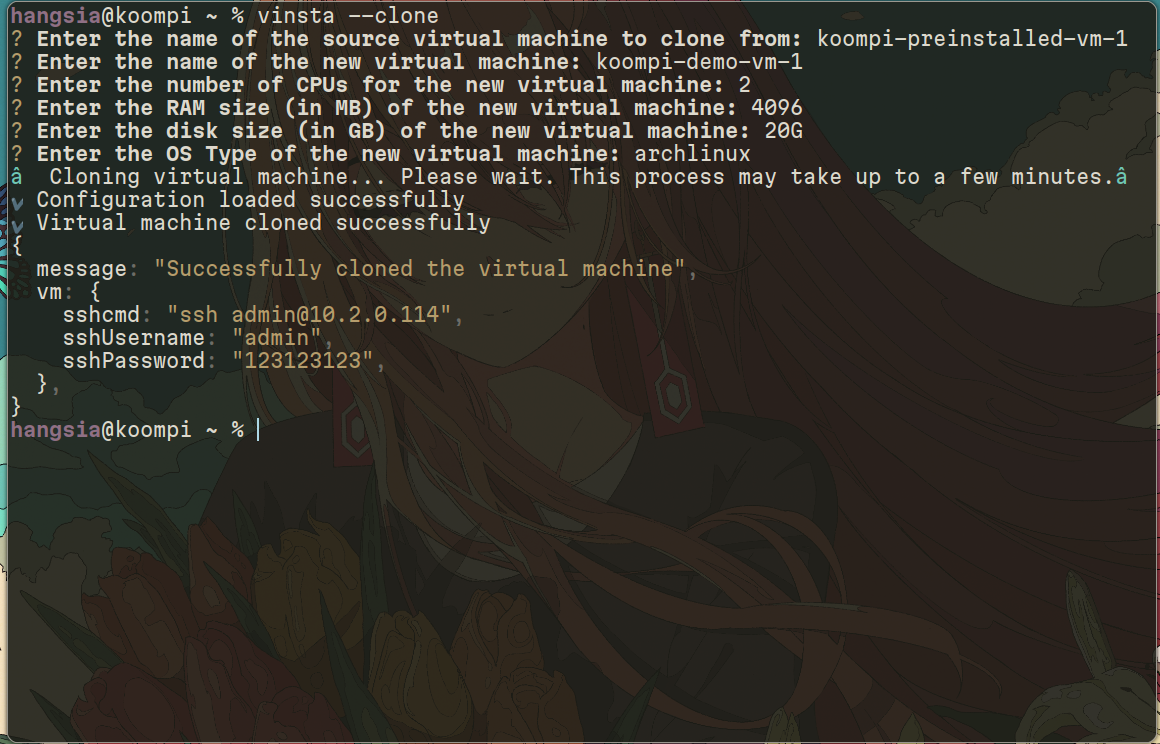 hangsia@koompi ~ % vinsta --clone
? Enter the name of the source virtual machine to clone from: koompi-preinstalled-vm-1
? Enter the name of the new virtual machine: koompi-demo-vm-1
? Enter the number of CPUs for the new virtual machine: 2
? Enter the RAM size (in MB) of the new virtual machine: 4096
? Enter the disk size (in GB) of the new virtual machine: 20G
? Enter the OS Type of the new virtual machine: archlinux
â  Cloning virtual machine... Please wait. This process may take up to a few minutes.â
✔ Configuration loaded successfully
✔ Virtual machine cloned successfully
{
  message: "Successfully cloned the virtual machine",
  vm: {
    sshcmd: "ssh admin@10.2.0.114",
    sshUsername: "admin",
    sshPassword: "123123123",
  },
}
hangsia@koompi ~ %